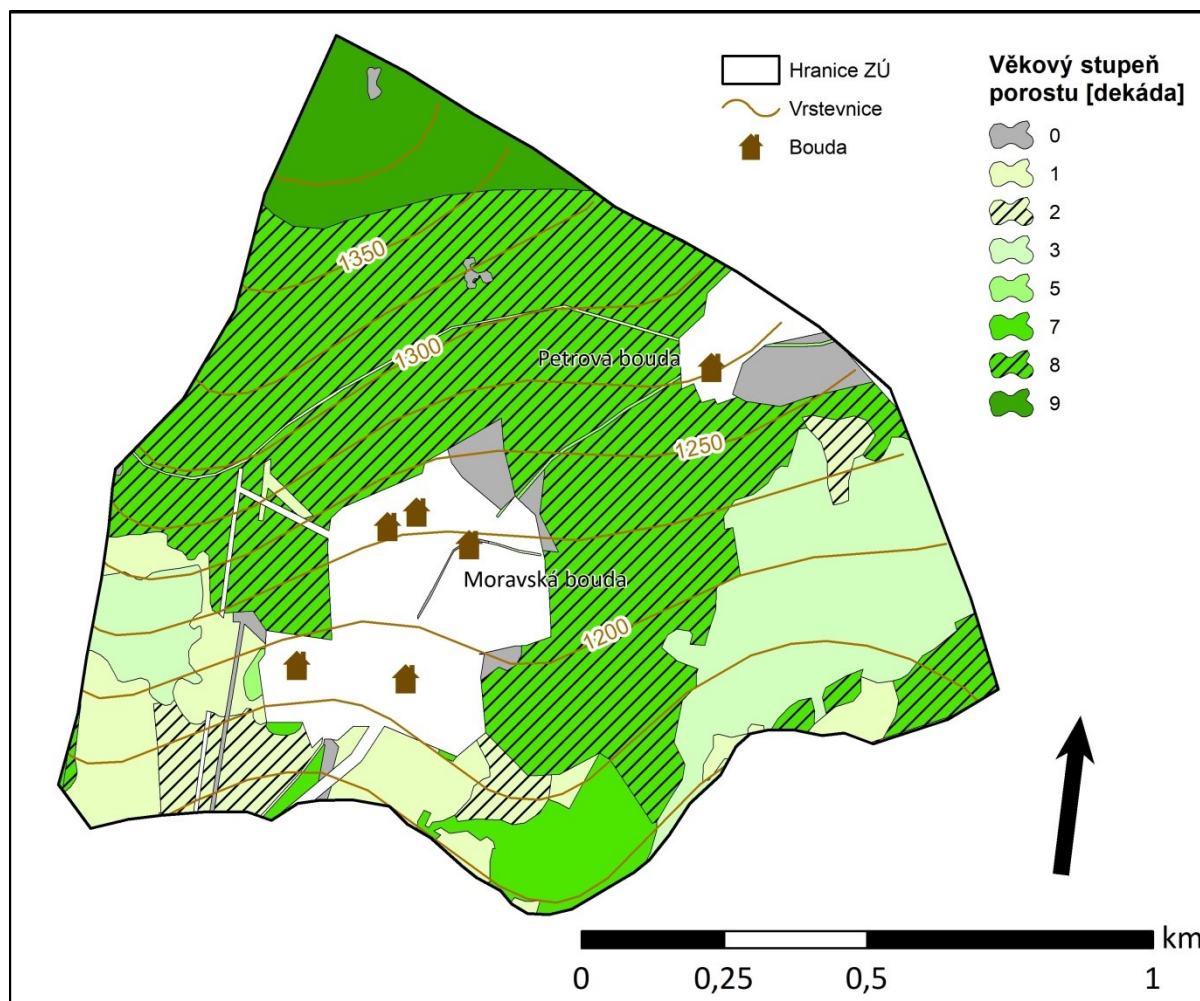 Hranice ZÚ
Vrstevnice
Bouda
Věkový stupeň
porostu [dekáda]
0
1
2
3
5
7
8
9
1350
1300
Petrova bouda
1250
Moravská bouda
1200
km
0
0,25
0,5
1